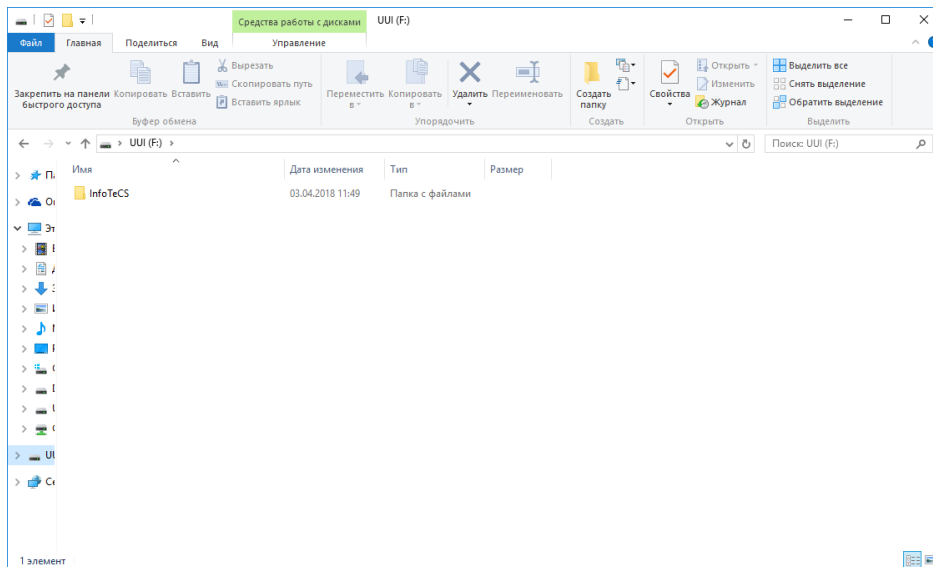 Средства работы с дисками
UUI (F:)
Файл
Главная
Поделиться
Вид
Управление
Закрепить на панели
быстрого доступа
Копировать
Вставить
Вырезать
Скопировать путь
Вставить ярлык
Буфер обмена
Переместить
в
Копировать
в
Удалить
Переименовать
Упорядочить
Создать
папку
Создать
Свойства
Открыть
Изменить
Журнал
Открыть
Выделить все
Снять выделение
Обратить выделение
Выделить
UUI (F:)
Поиск: UUI (F:)
Имя
Дата изменения
Тип
Размер
InfoTeCS
03.04.2018 11:49
Папка с файлами
1 элемент